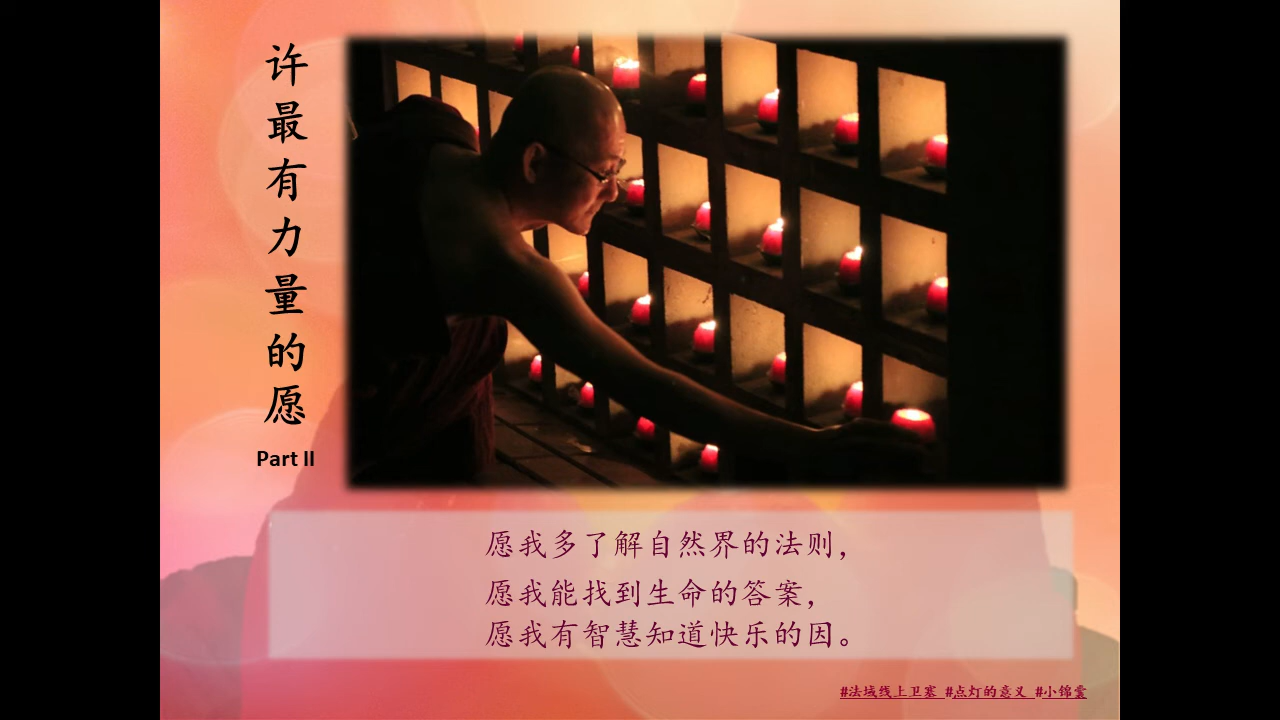 许最有力量的愿
Part II
愿我多了解自然界的法则，
愿我能找到生命的答案，
愿我有智慧知道快乐的因。
#法域线上卫塞 #点灯的意义 #小锦囊